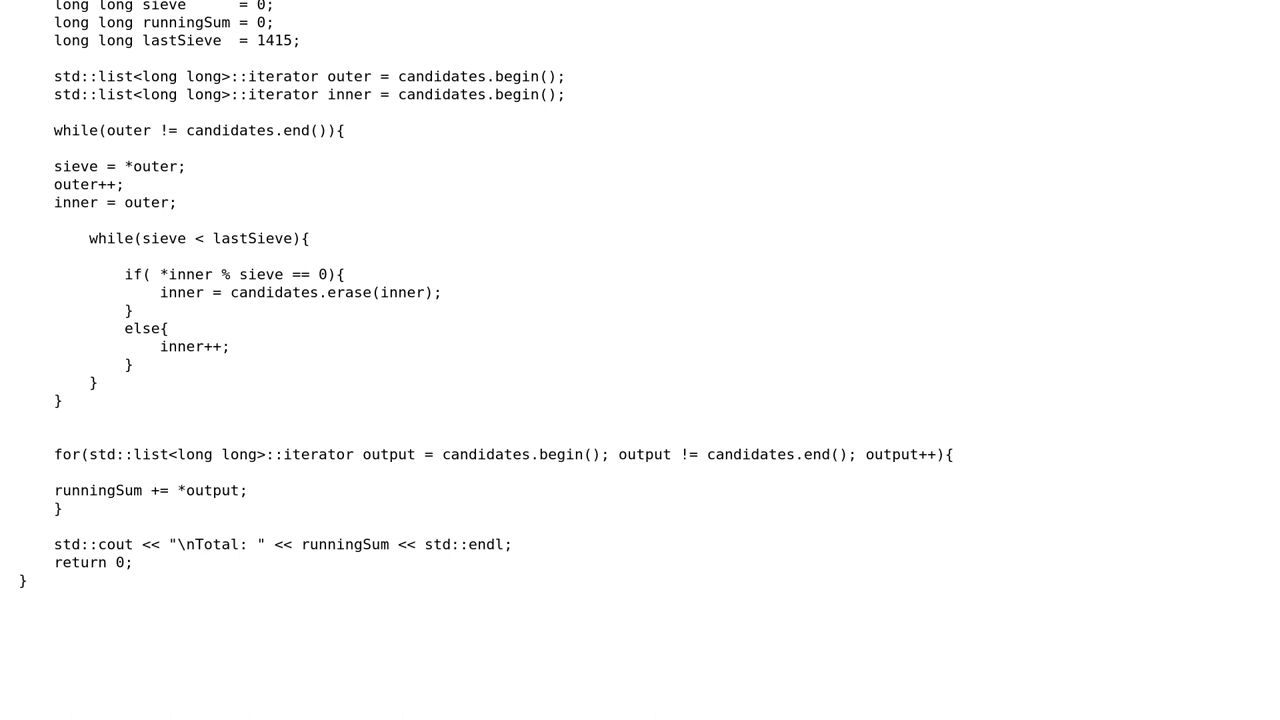 long long sieve      = 0;
long long runningSum = 0;
long long lastSieve  = 1415;

std::list<long long>::iterator outer = candidates.begin();
std::list<long long>::iterator inner = candidates.begin();

while(outer != candidates.end()){

sieve = *outer;
outer++;
inner = outer;

    while(sieve < lastSieve){

        if( *inner % sieve == 0){
            inner = candidates.erase(inner);
        }
        else{
            inner++;
        }
    }
}

for(std::list<long long>::iterator output = candidates.begin(); output != candidates.end(); output++){

runningSum += *output;
}

std::cout << "\nTotal: " << runningSum << std::endl;
return 0;
}